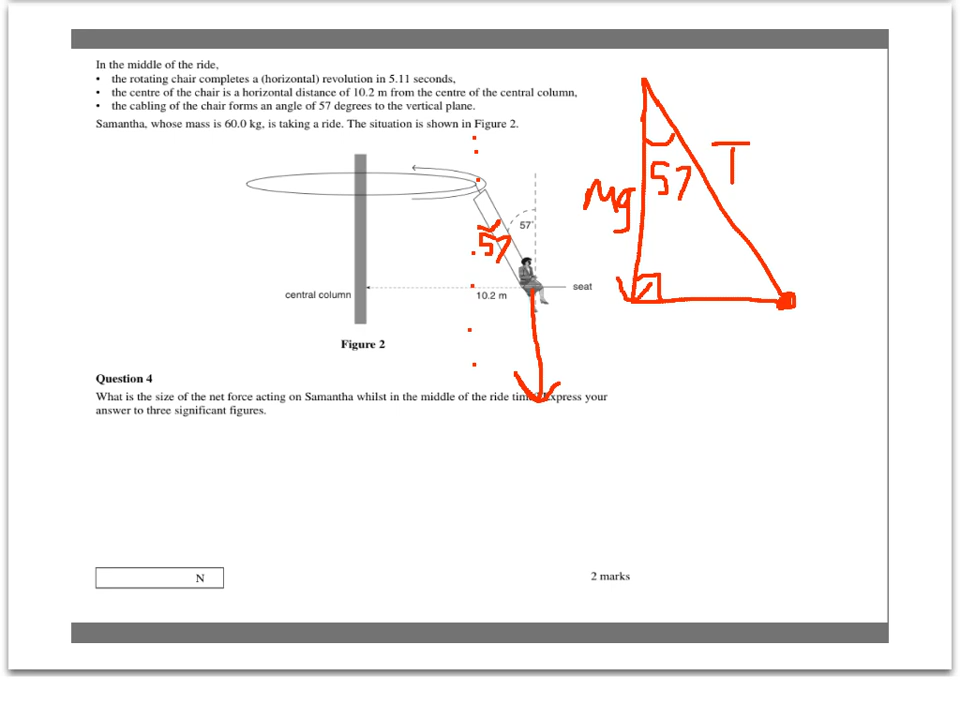 In the middle of the ride,
• the rotating chair completes a (horizontal) revolution in 5.11 seconds,
• the centre of the chair is a horizontal distance of 10.2 m from the centre of the central column,
• the cabling of the chair forms an angle of 57 degrees to the vertical plane.
Samantha, whose mass is 60.0 kg, is taking a ride. The situation is shown in Figure 2.
T
57
Mg
57°
57
seat
central column
10.2 m
Figure 2
Question 4
What is the size of the net force acting on Samantha whilst in the middle of the ride time? Express your
answer to three significant figures.
N
2 marks